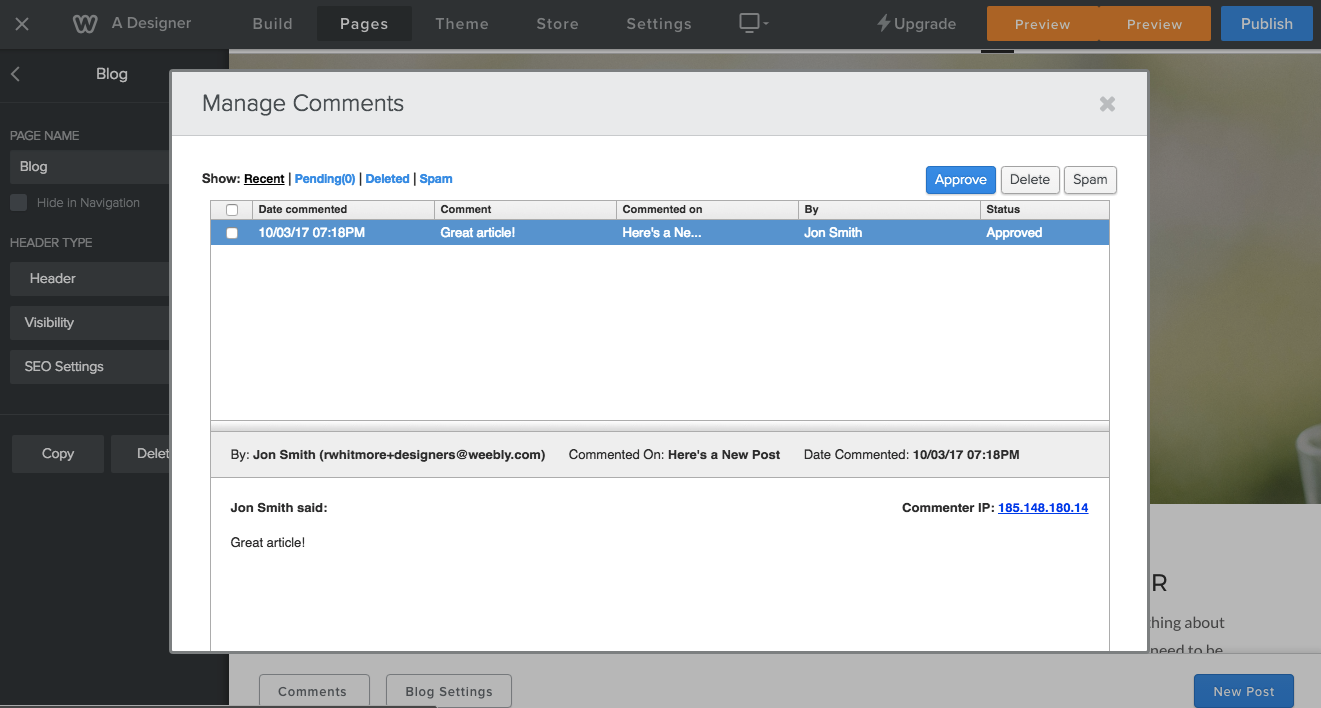 A Designer
Build
Pages
Theme
Store
Settings
Upgrade
Preview
Preview
Publish
Blog
PAGE NAME
Blog
Hide in Navigation
HEADER TYPE
Header
Visibility
SEO Settings
Copy
Delet
Manage Comments
Show: Recent | Pending(0) | Deleted | Spam
Approve
Delete
Spam
Date commented Comment Commented on By Status
10/03/17 07:18PM Great article! Here's a Ne... Jon Smith Approved
By: Jon Smith (rwhitmore+designers@weebly.com) Commented On: Here's a New Post Date Commented: 10/03/17 07:18PM
Jon Smith said: Commenter IP: 185.148.180.14
Great article!
R
thing about
need to be
Comments
Blog Settings
New Post